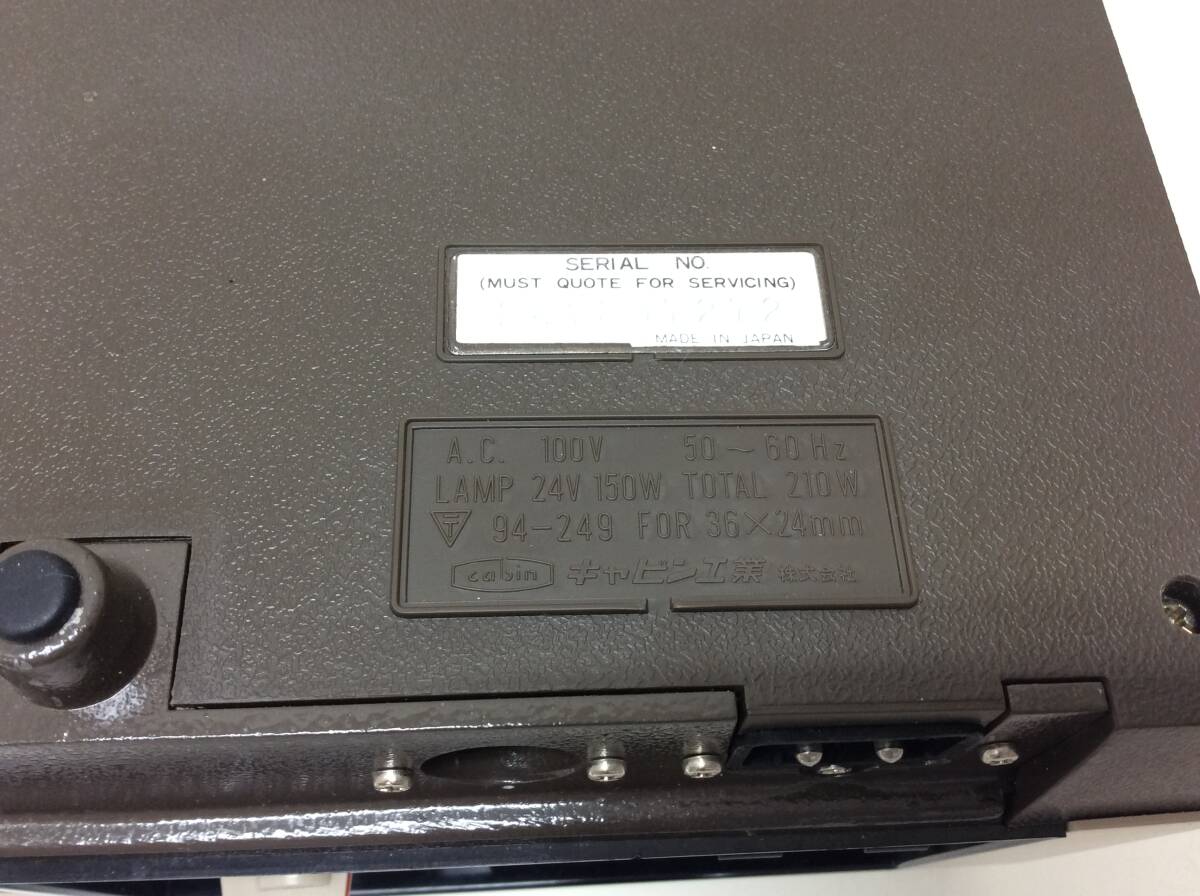 SERIAL NO.
(MUST QUOTE FOR SERVICING)
MADE IN JAPAN
A.C. 100V 50~60Hz
LAMP 24V 150W TOTAL 210W
〒 94-249 FOR 36×24mm
cabin キャビン工業 株式会社